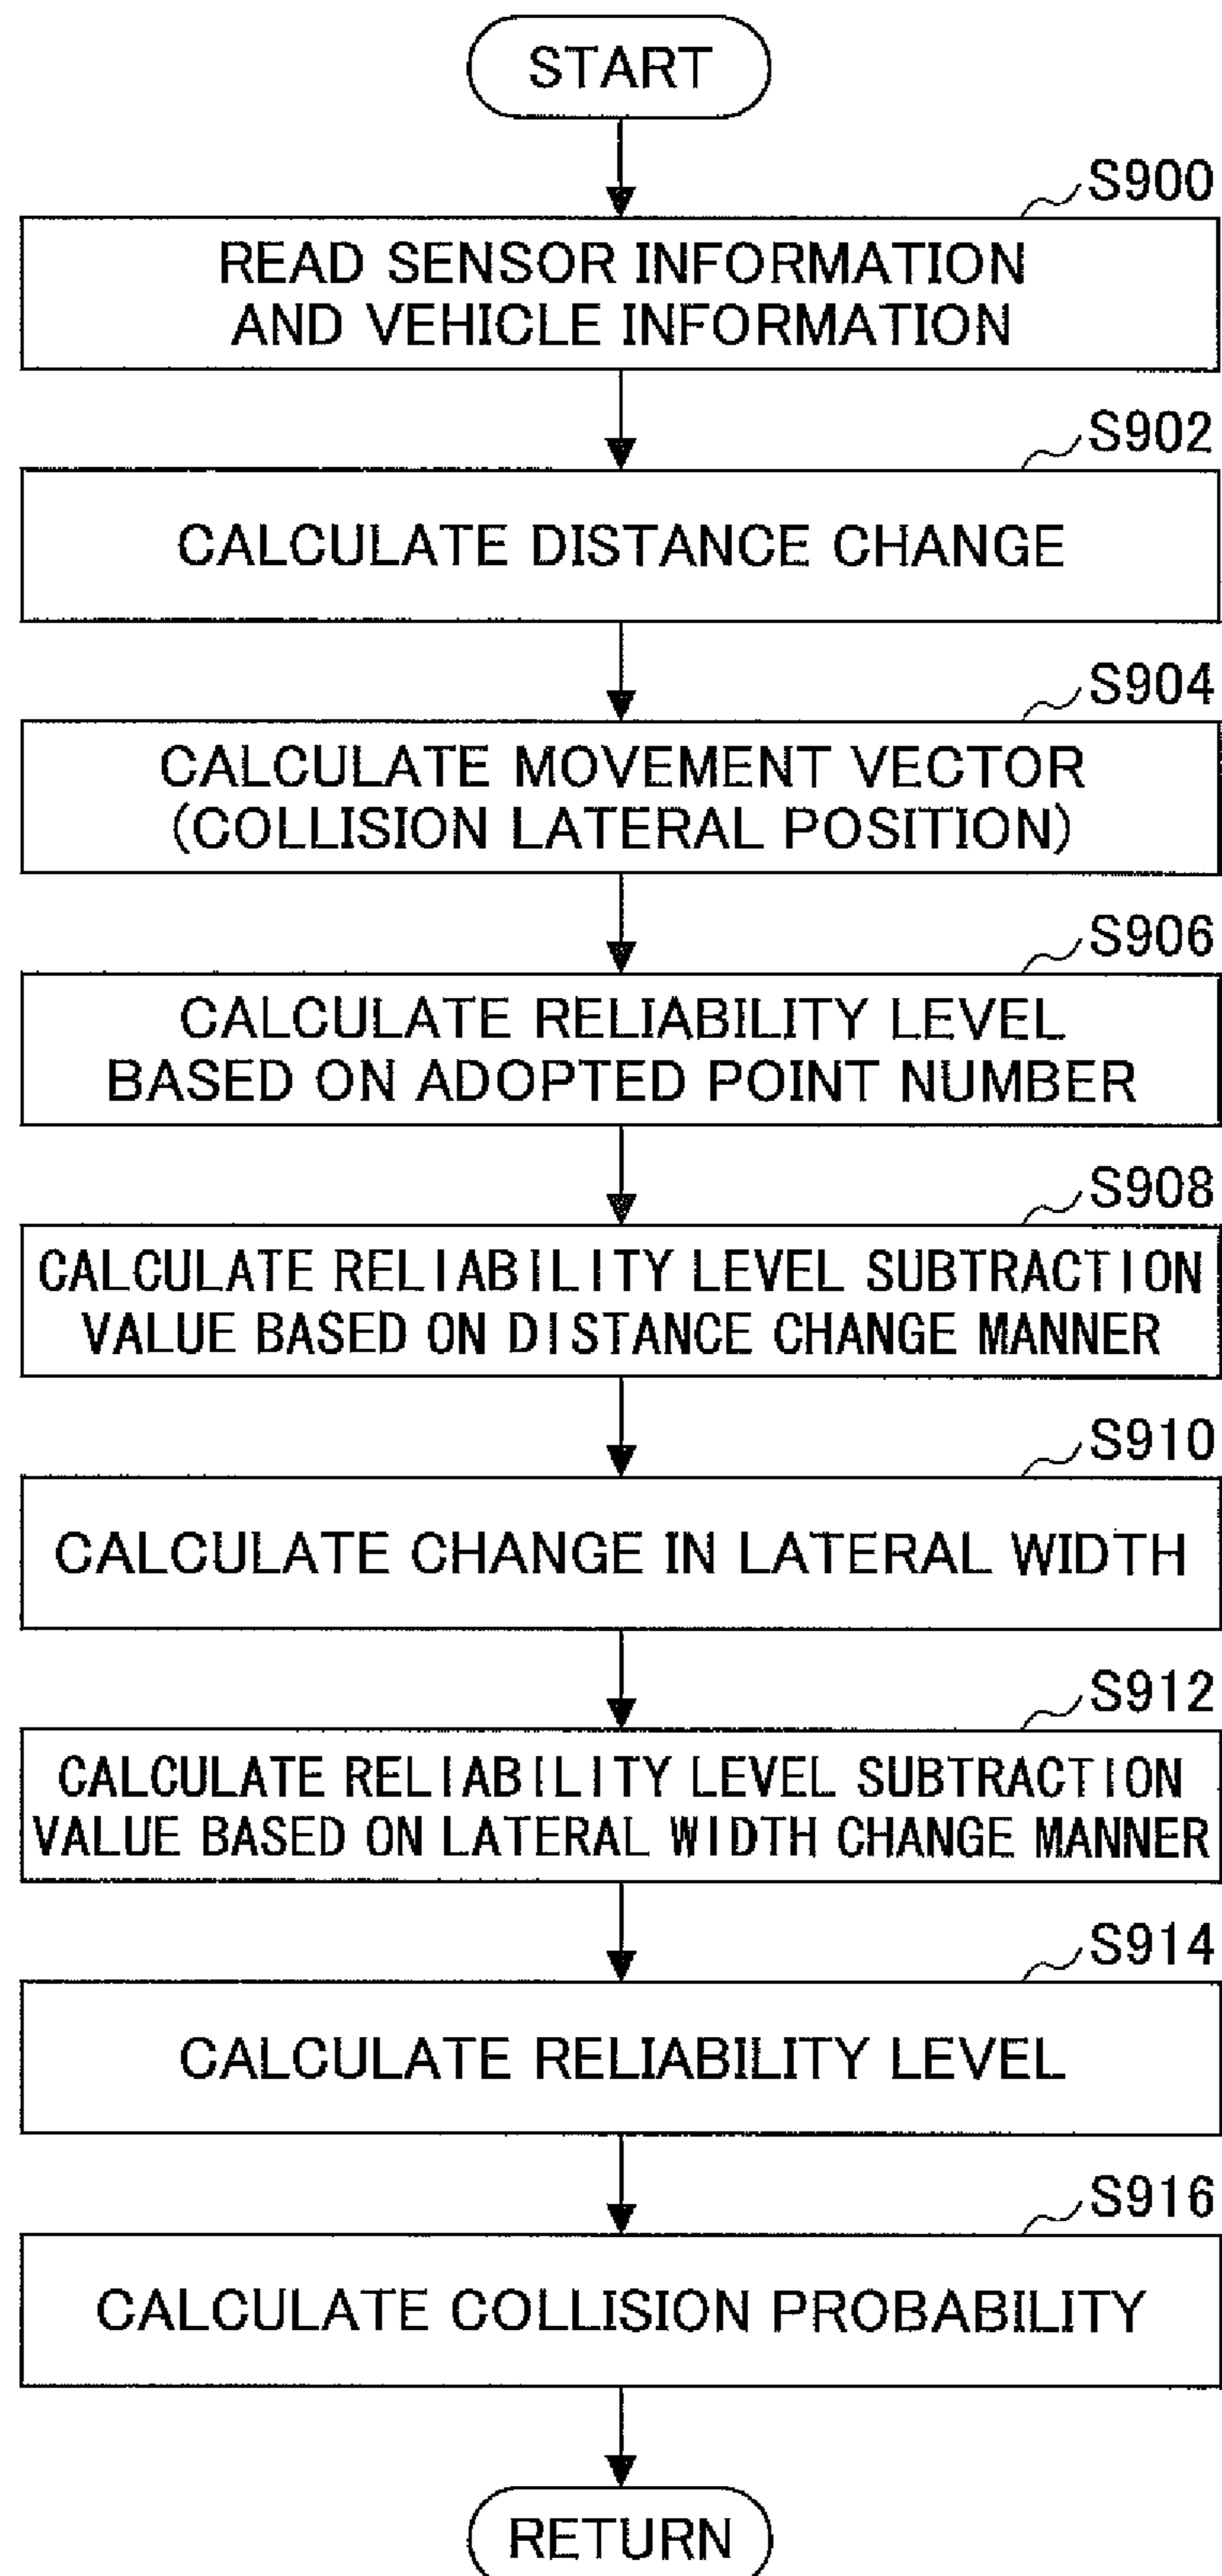 START
S900
READ SENSOR INFORMATION
AND VEHICLE INFORMATION
S902
CALCULATE DISTANCE CHANGE
S904
CALCULATE MOVEMENT VECTOR
(COLLISION LATERAL POSITION)
S906
CALCULATE RELIABILITY LEVEL
BASED ON ADOPTED POINT NUMBER
S908
CALCULATE RELIABILITY LEVEL SUBTRACTION
VALUE BASED ON DISTANCE CHANGE MANNER
S910
CALCULATE CHANGE IN LATERAL WIDTH
S912
CALCULATE RELIABILITY LEVEL SUBTRACTION
VALUE BASED ON LATERAL WIDTH CHANGE MANNER
S914
CALCULATE RELIABILITY LEVEL
S916
CALCULATE COLLISION PROBABILITY
RETURN